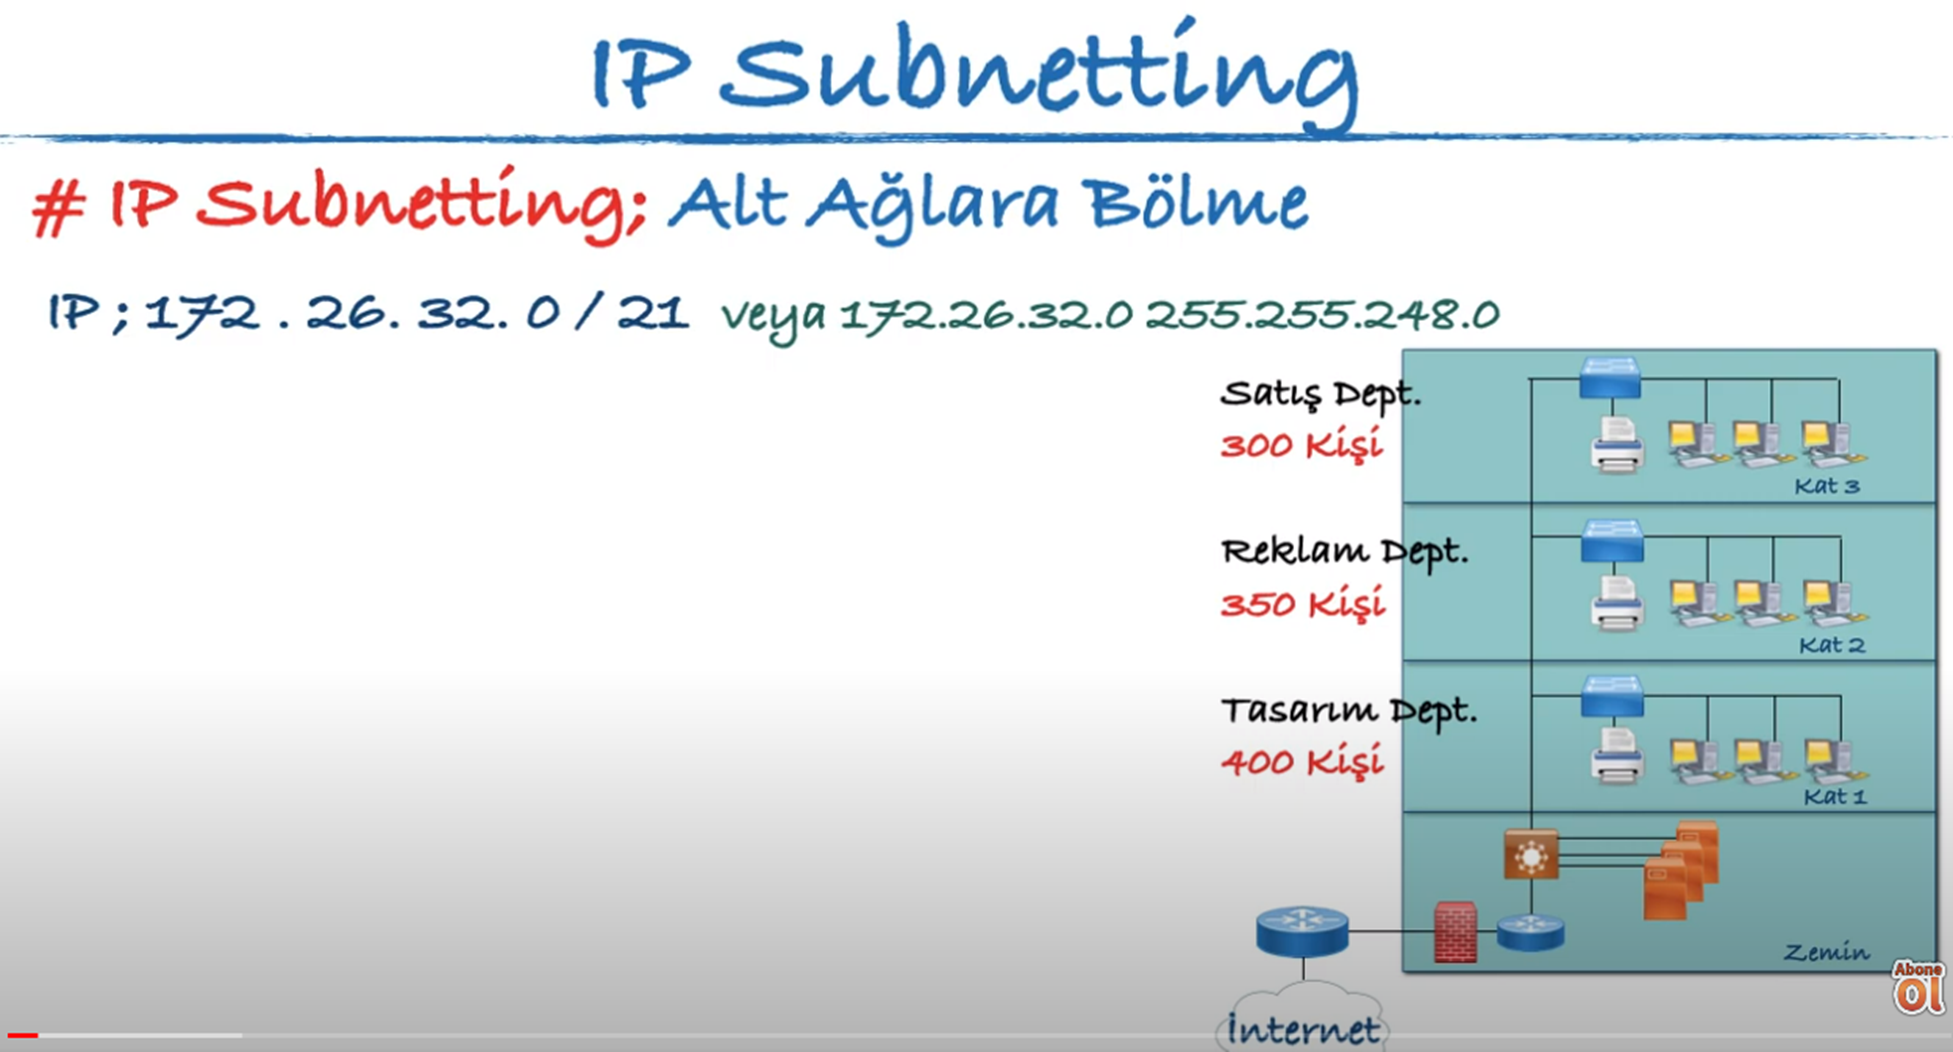 IP Subnetting
# IP Subnetting; Alt Ağlara Bölme
IP ; 172 . 26. 32. 0 / 21 veya 172.26.32.0 255.255.248.0
Satış Dept.
300 Kişi
Kat 3
Reklam Dept.
350 Kişi
Kat 2
Tasarım Dept.
400 Kişi
Kat 1
Zemin
İnternet
Abone
Ol